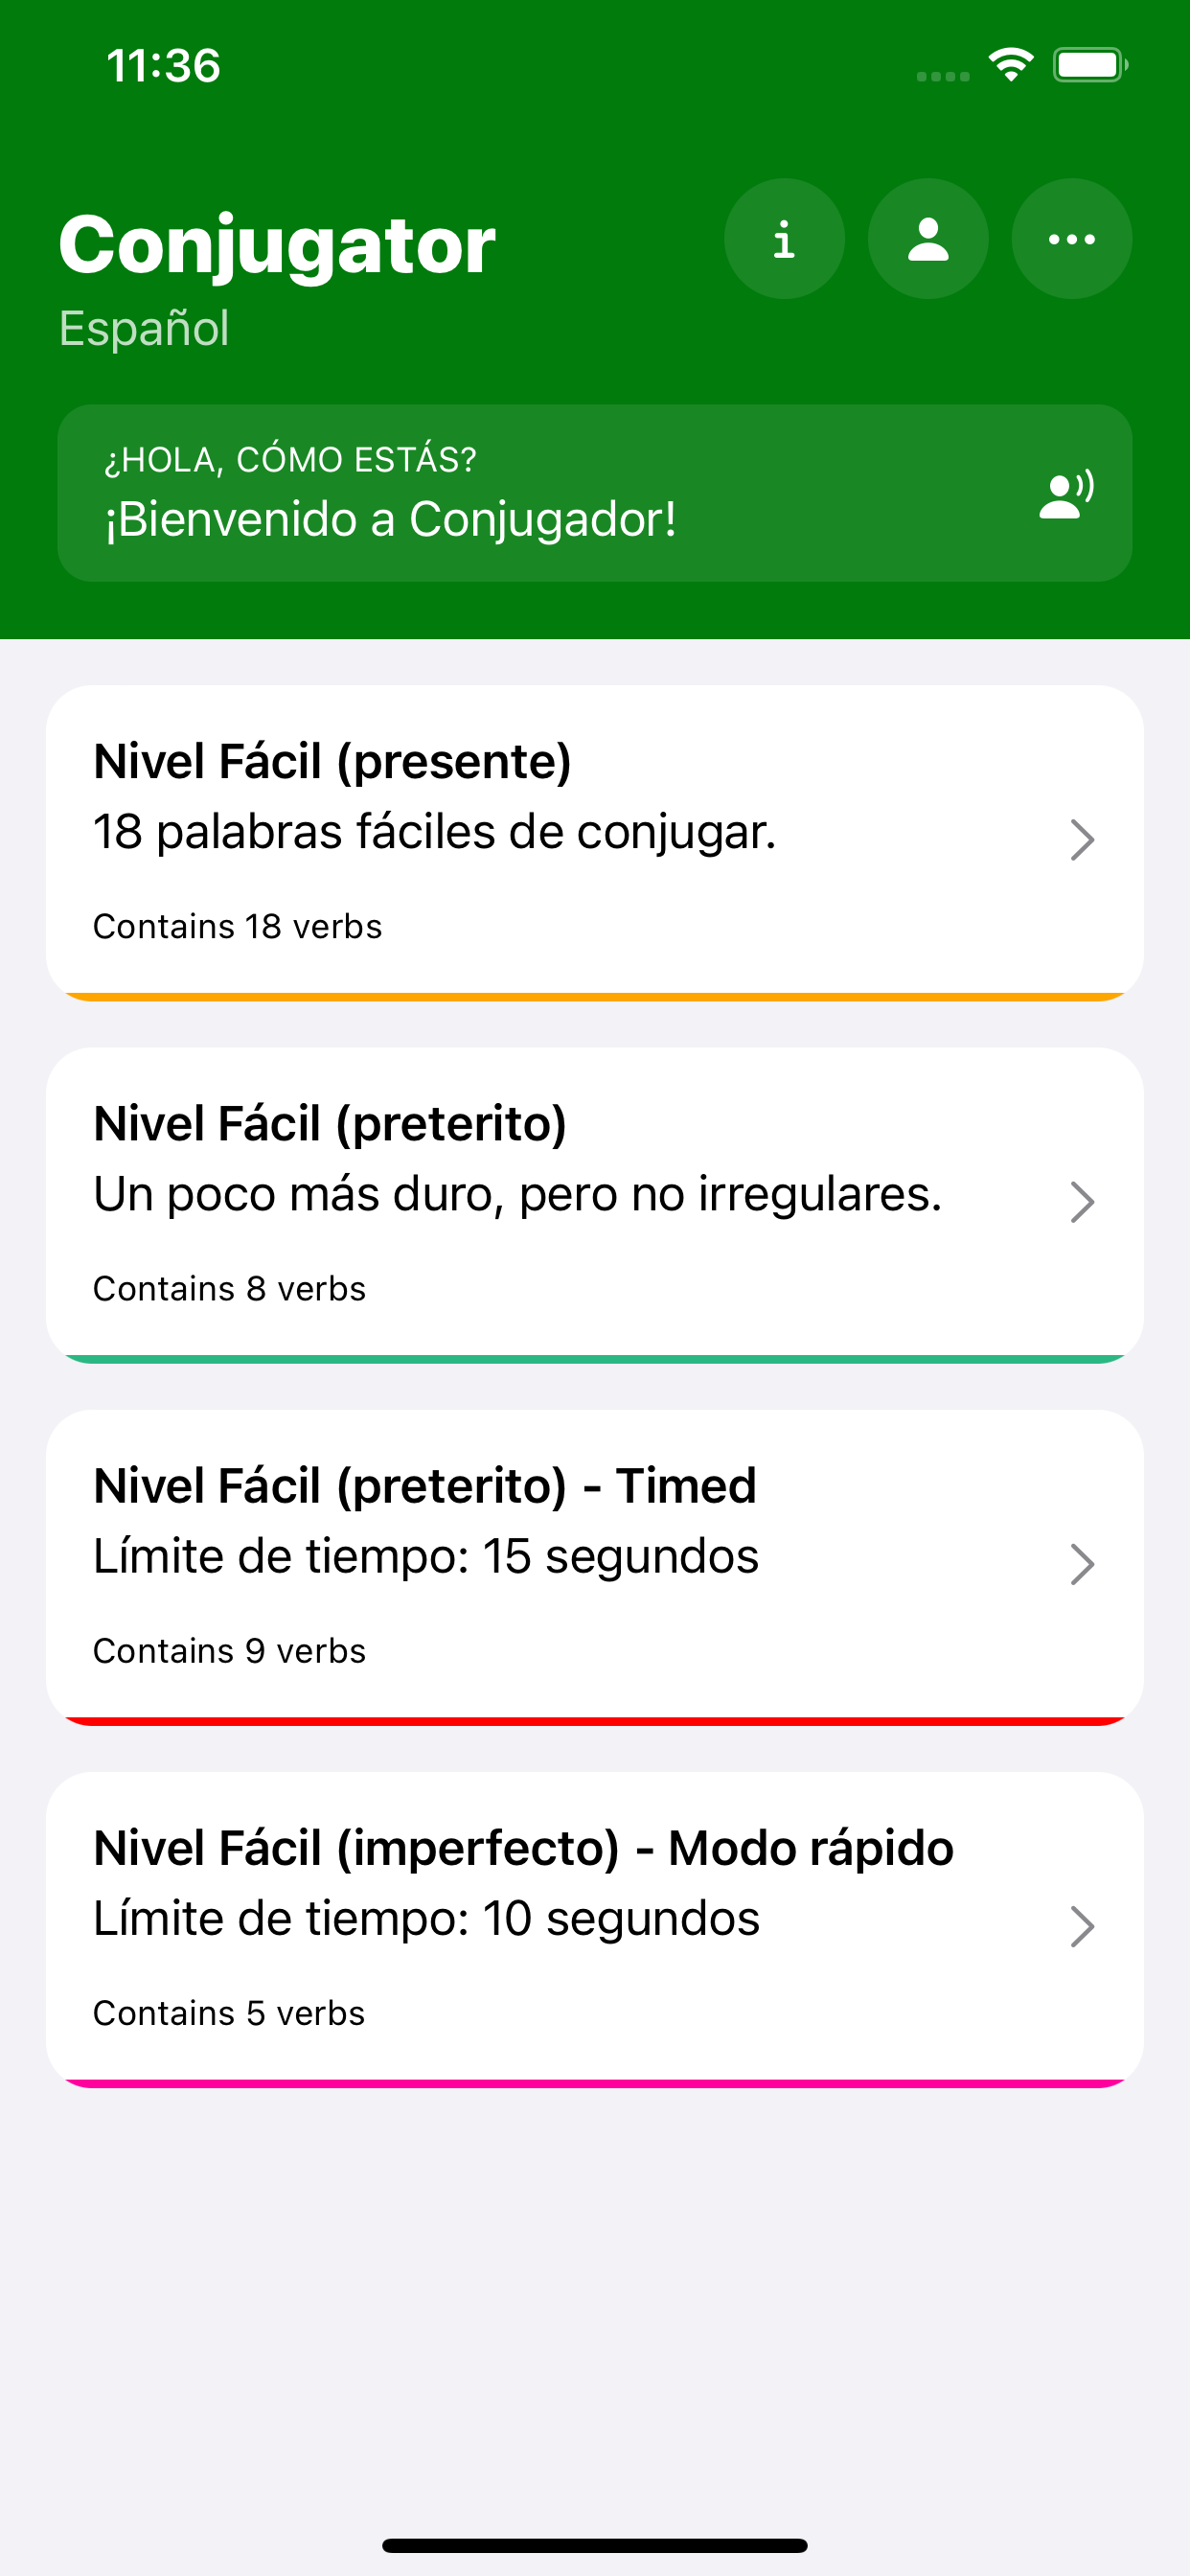 11:36
Conjugator
Español
¿HOLA, CÓMO ESTÁS?
¡Bienvenido a Conjugador!
Nivel Fácil (presente)
18 palabras fáciles de conjugar.
Contains 18 verbs
Nivel Fácil (preterito)
Un poco más duro, pero no irregulares.
Contains 8 verbs
Nivel Fácil (preterito) - Timed
Límite de tiempo: 15 segundos
Contains 9 verbs
Nivel Fácil (imperfecto) - Modo rápido
Límite de tiempo: 10 segundos
Contains 5 verbs